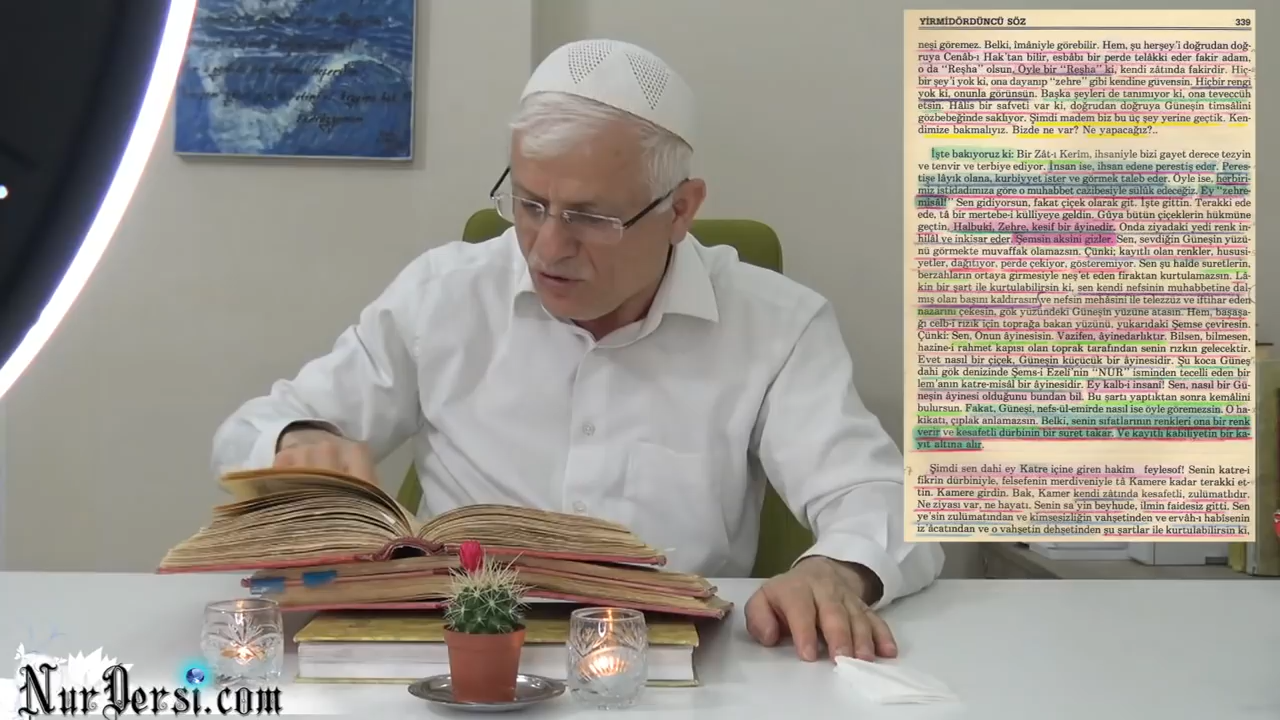 YİRMİDÖRDÜNCÜ SÖZ 339
neşi göremez. Belki, îmâniyle görebilir. Hem, şu herşey'i doğrudan doğ-
ruya Cenâb-ı Hak'tan bilir, esbâbı bir perde telâkki eder fakir adam,
o da "Reşha" olsun. Öyle bir "Reşha" ki, kendi zâtında fakirdir. Hiç-
bir şey'i yok ki, ona dayanıp "zehre" gibi kendine güvensin. Hiçbir rengi
yok ki, onunla görünsün. Başka şeyleri de tanımıyor ki, ona teveccüh
etsin. Hâlis bir safveti var ki, doğrudan doğruya Güneşin timsâlini
gözbebeğinde saklıyor. Şimdi madem biz bu üç şey yerine geçtik. Ken-
dimize bakmalıyız. Bizde ne var? Ne yapacağız?..
İşte bakıyoruz ki: Bir Zât-ı Kerîm, ihsaniyle bizi gayet derece tezyin
ve tenvir ve terbiye ediyor. İnsan ise, ihsan edene perestiş eder. Peres-
tişe lâyık olana, kurbiyyet ister ve görmek taleb eder. Öyle ise, herbiri-
miz istidadımıza göre o muhabbet câzibesiyle sülûk edeceğiz. Ey "zehre-
misâl!" Sen gidiyorsun, fakat çiçek olarak git. İşte gittin. Terakki ede
ede, tâ bir mertebe-i külliyeye geldin. Gûya bütün çiçeklerin hükmüne
geçtin. Halbuki, Zehre, kesif bir âyinedir. Onda ziyadaki yedi renk in-
hilâl ve inkisar eder. Şemsin aksini gizler. Sen, sevdiğin Güneşin yüzü-
nü görmekte muvaffak olamazsın. Çünki; kayıtlı olan renkler, hususi-
yetler, dağıtıyor, perde çekiyor, gösteremiyor. Sen şu halde suretlerin,
berzahların ortaya girmesiyle neş'et eden firaktan kurtulamazsın. Lâ-
kin bir şart ile kurtulabilirsin ki, sen kendi nefsinin muhabbetine dal-
mış olan başını kaldırasın ve nefsin mehâsini ile telezzüz ve iftihar eden
nazarını çekesin, gök yüzündeki Güneşin yüzüne atasın. Hem, başaşa-
ğı celb-i rızık için toprağa bakan yüzünü, yukarıdaki Şemse çeviresin.
Çünki: Sen, Onun âyinesisin. Vazifen, âyinedarlıktır. Bilsen, bilmesen,
hazine-i rahmet kapısı olan toprak tarafından senin rızkın gelecektir.
Evet nasıl bir çiçek, Güneşin küçücük bir âyinesidir. Şu koca Güneş
dahi gök denizinde Şems-i Ezelî'nin "NUR" isminden tecelli eden bir
lem'anın katre-misâl bir âyinesidir. Ey kalb-i insanî! Sen, nasıl bir Gü-
neşin âyinesi olduğunu bundan bil. Bu şartı yaptıktan sonra kemâlini
bulursun. Fakat, Güneşi, nefs-ül-emirde nasıl ise öyle göremezsin. O ha-
kikatı, çıplak anlamazsın. Belki, senin sıfatlarının renkleri ona bir renk
verir ve kesafetli dürbinin bir suret takar. Ve kayıtlı kabiliyetin bir ka-
yıt altına alır.
Şimdi sen dahi ey Katre içine giren hakîm feylesof! Senin katre-i
fikrin dürbiniyle, felsefenin merdiveniyle tâ Kamere kadar terakki et-
tin. Kamere girdin. Bak, Kamer kendi zâtında kesafetli, zulümatlıdır.
Ne ziyası var, ne hayatı. Senin sa'yin beyhude, ilmin faidesiz gitti. Sen
ye'sin zulümatından ve kimsesizliğin vahşetinden ve ervâh-ı habîsenin
iz'âcatından ve o vahşetin dehşetinden şu şartlar ile kurtulabilirsin ki,
NurDersi.com